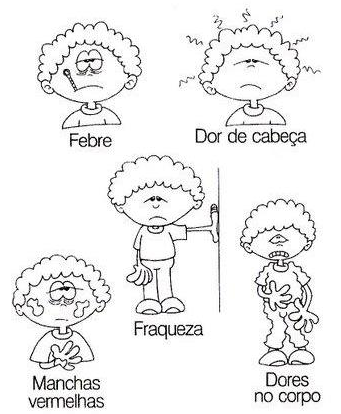 Febre
Dor de cabeça
Fraqueza
Manchas
vermelhas
Dores
no corpo